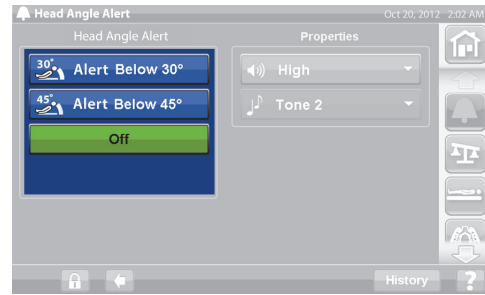 Head Angle Alert
Oct 20, 2012 2:02 AM
Head Angle Alert
30° Alert Below 30°
45° Alert Below 45°
Off
Properties
High
Tone 2
History
?